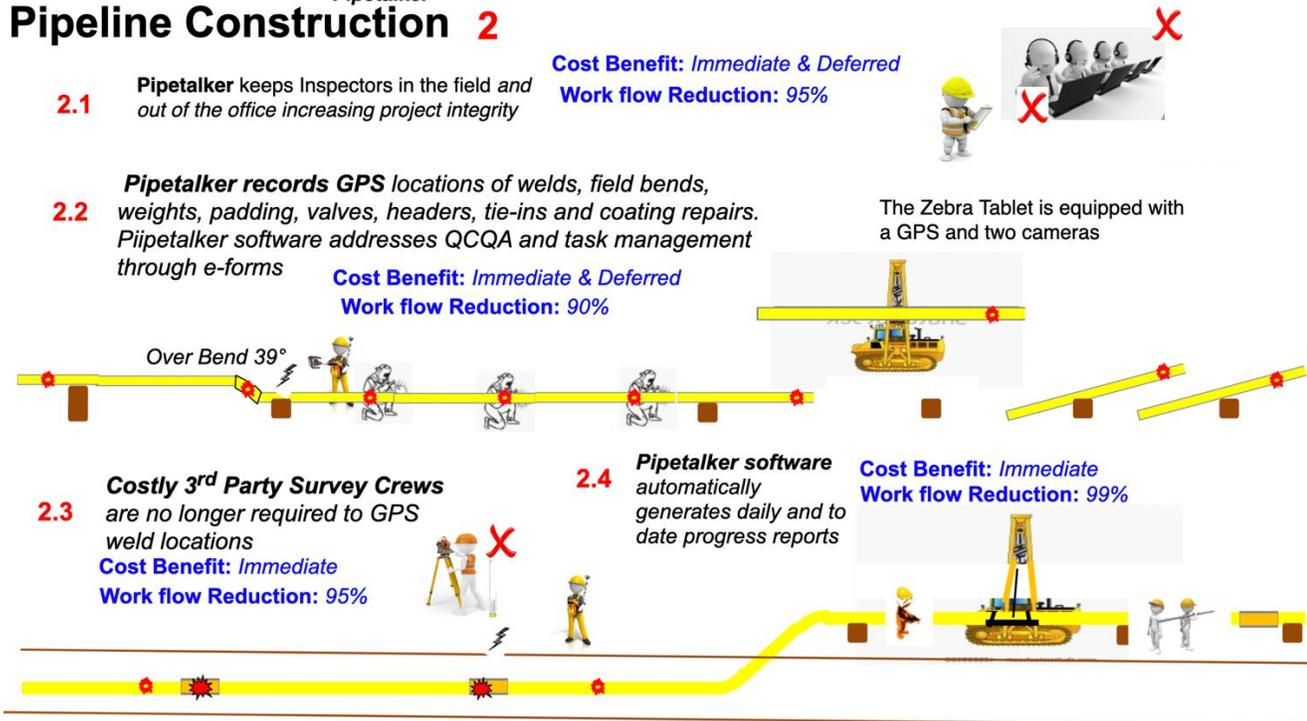 Pipetalker
Pipeline Construction 2
2.1
Pipetalker keeps Inspectors in the field and
out of the office increasing project integrity
Cost Benefit: Immediate & Deferred
Work flow Reduction: 95%
2.2
Pipetalker records GPS locations of welds, field bends,
weights, padding, valves, headers, tie-ins and coating repairs.
Piipetalker software addresses QCQA and task management
through e-forms
Cost Benefit: Immediate & Deferred
Work flow Reduction: 90%
The Zebra Tablet is equipped with
a GPS and two cameras
Over Bend 39°
2.3
Costly 3rd Party Survey Crews
are no longer required to GPS
weld locations
Cost Benefit: Immediate
Work flow Reduction: 95%
2.4
Pipetalker software
automatically
generates daily and to
date progress reports
Cost Benefit: Immediate
Work flow Reduction: 99%